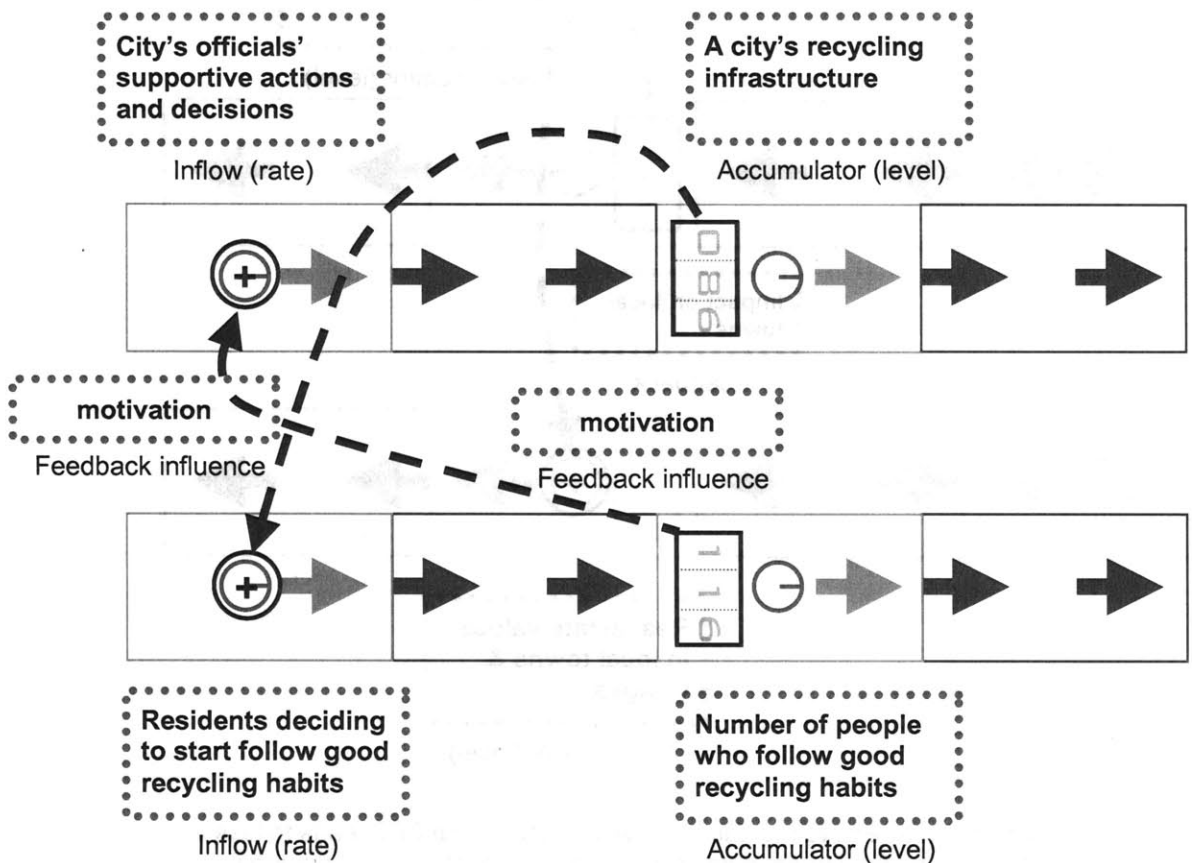 City's officials'
supportive actions
and decisions
Inflow (rate)
A city's recycling
infrastructure
Accumulator (level)
+
086
motivation
Feedback influence
motivation
Feedback influence
+
116
Residents deciding
to start follow good
recycling habits
Inflow (rate)
Number of people
who follow good
recycling habits
Accumulator (level)